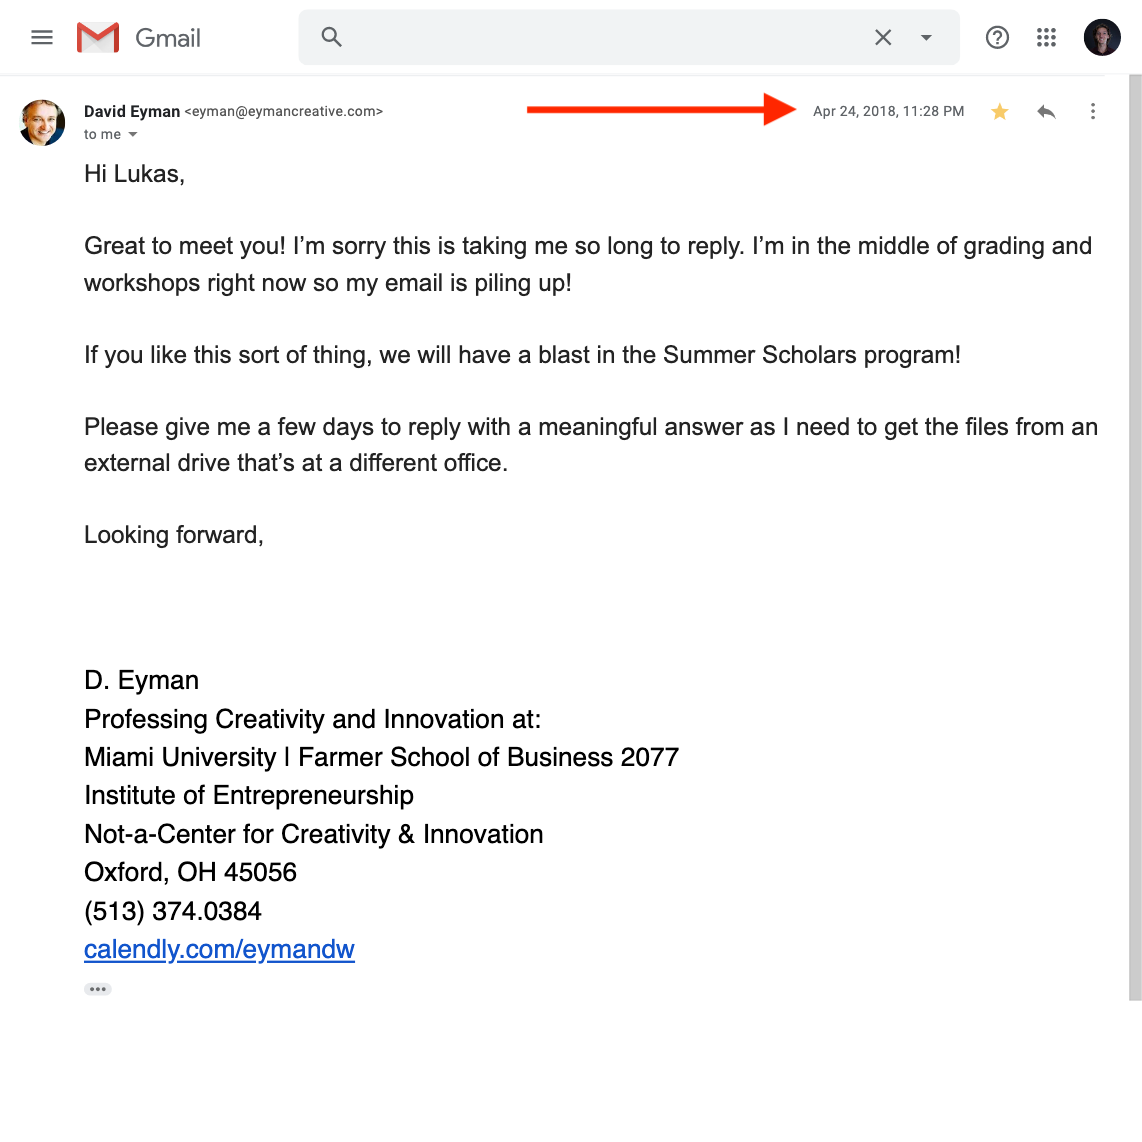 Gmail
David Eyman <eyman@eymancreative.com>
Apr 24, 2018, 11:28 PM
to me
Hi Lukas,
Great to meet you! I’m sorry this is taking me so long to reply. I’m in the middle of grading and
workshops right now so my email is piling up!
If you like this sort of thing, we will have a blast in the Summer Scholars program!
Please give me a few days to reply with a meaningful answer as I need to get the files from an
external drive that’s at a different office.
Looking forward,
D. Eyman
Professing Creativity and Innovation at:
Miami University | Farmer School of Business 2077
Institute of Entrepreneurship
Not-a-Center for Creativity & Innovation
Oxford, OH 45056
(513) 374.0384
calendly.com/eymandw